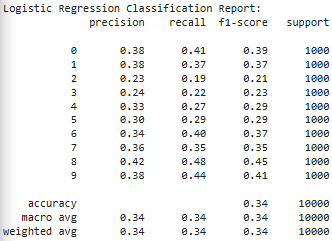 Logistic Regression Classification Report:
precision recall f1-score support
0 0.38 0.41 0.39 1000
1 0.38 0.37 0.37 1000
2 0.23 0.19 0.21 1000
3 0.24 0.22 0.23 1000
4 0.33 0.27 0.29 1000
5 0.30 0.29 0.29 1000
6 0.34 0.40 0.37 1000
7 0.36 0.35 0.35 1000
8 0.42 0.48 0.45 1000
9 0.38 0.44 0.41 1000
accuracy 0.34 10000
macro avg 0.34 0.34 0.34 10000
weighted avg 0.34 0.34 0.34 10000